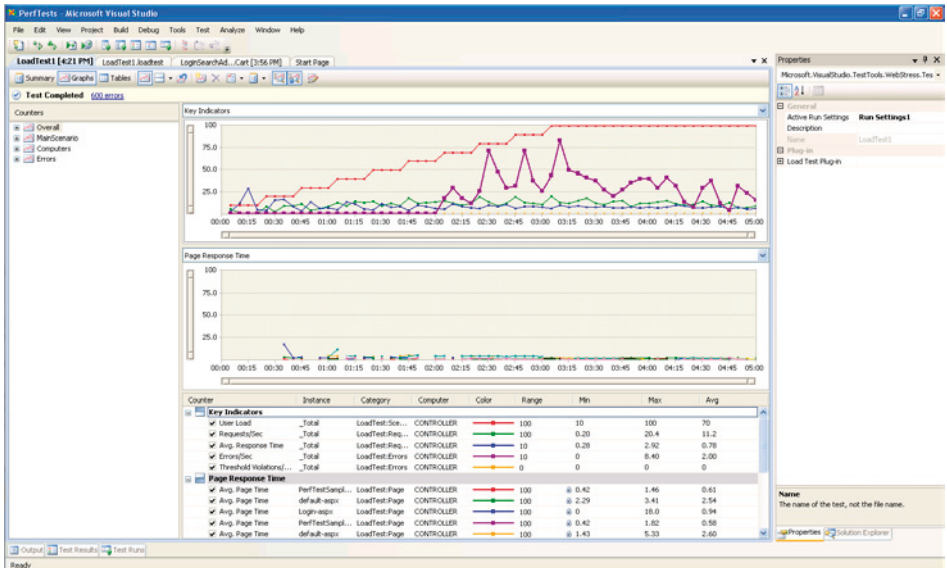 PerfTests - Microsoft Visual Studio
File Edit View Project Build Debug Tools Test Analyze Window Help
LoadTest1 [4:21 PM] LoadTest1.loadtest LoginSearchAd...Cart [3:56 PM] Start Page
Summary Graphs Tables
Test Completed 600 errors
Counters
Overall
MainScenario
Computers
Errors
Key Indicators
100
75.0
50.0
25.0
00:00 00:15 00:30 00:45 01:00 01:15 01:30 01:45 02:00 02:15 02:30 02:45 03:00 03:15 03:30 03:45 04:00 04:15 04:30 04:45 05:00
Page Response Time
100
75.0
50.0
25.0
00:00 00:15 00:30 00:45 01:00 01:15 01:30 01:45 02:00 02:15 02:30 02:45 03:00 03:15 03:30 03:45 04:00 04:15 04:30 04:45 05:00
Counter Instance Category Computer Color Range Min Max Avg
Key Indicators
User Load _Total LoadTest:Sce... CONTROLLER 100 10 100 70
Requests/Sec _Total LoadTest:Req... CONTROLLER 100 0.20 20.4 11.2
Avg. Response Time _Total LoadTest:Req... CONTROLLER 10 0.28 2.92 0.78
Errors/Sec _Total LoadTest:Errors CONTROLLER 10 0 8.40 2.00
Threshold Violations/... _Total LoadTest:Errors CONTROLLER 0 0 0 0
Page Response Time
Avg. Page Time PerfTestSampl... LoadTest:Page CONTROLLER 100 0.42 1.46 0.61
Avg. Page Time default-aspx LoadTest:Page CONTROLLER 100 2.29 3.41 2.54
Avg. Page Time Login-aspx LoadTest:Page CONTROLLER 100 0 18.0 0.94
Avg. Page Time PerfTestSampl... LoadTest:Page CONTROLLER 100 0.42 1.82 0.58
Avg. Page Time default-aspx LoadTest:Page CONTROLLER 100 1.43 5.33 2.60
Properties
Microsoft.VisualStudio.TestTools.WebStress.Tes
General
Active Run Settings Run Settings1
Description
Name LoadTest1
Plug-in
Load Test Plug-in
Name
The name of the test, not the file name.
Properties Solution Explorer
Output Test Results Test Runs
Ready